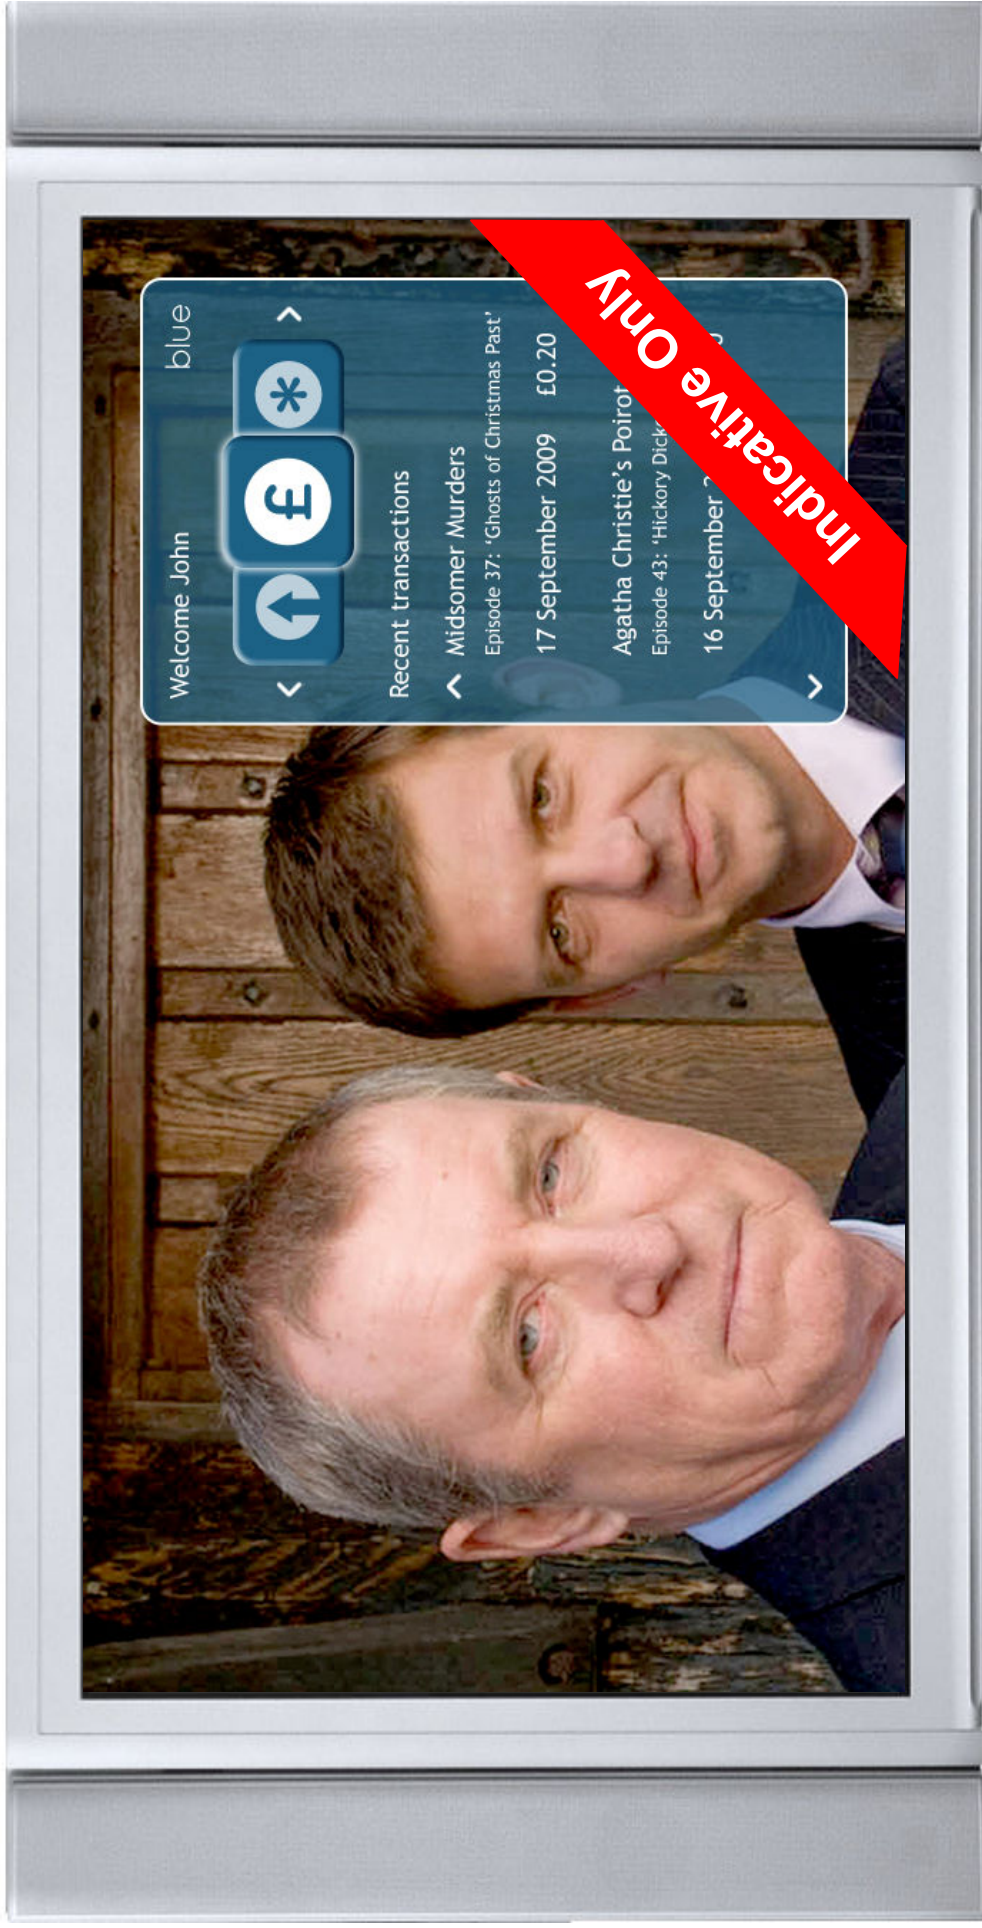 Welcome John
blue
£
*
Recent transactions
Midsomer Murders
Episode 37: ‘Ghosts of Christmas Past’
17 September 2009 £0.20
Agatha Christie’s Poirot
Episode 43: ‘Hickory
16 September
Indicative Only